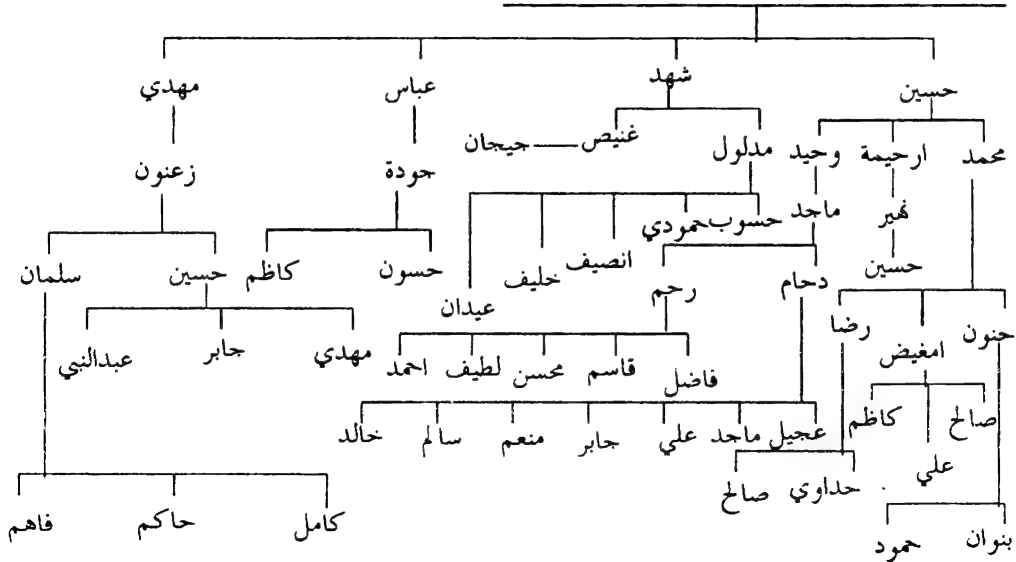 حسين شهد عباس مهدي
محمد ارحيمة وحيد مدلول غنيص حيجان جودة زعنون
نمير ماجد حسوب حمودي انصيف خليف عيدان حسون كاظم حسين سلمان
حسين دحام رحم مهدي جابر عبدالنبي
حنون امغيض رضا
فاضل قاسم محسن لطيف احمد
صالح علي كاظم عجيل ماجد علي جابر منعم سالم خالد
حداوي صالح
بنوان حمود كامل حاكم فاهم